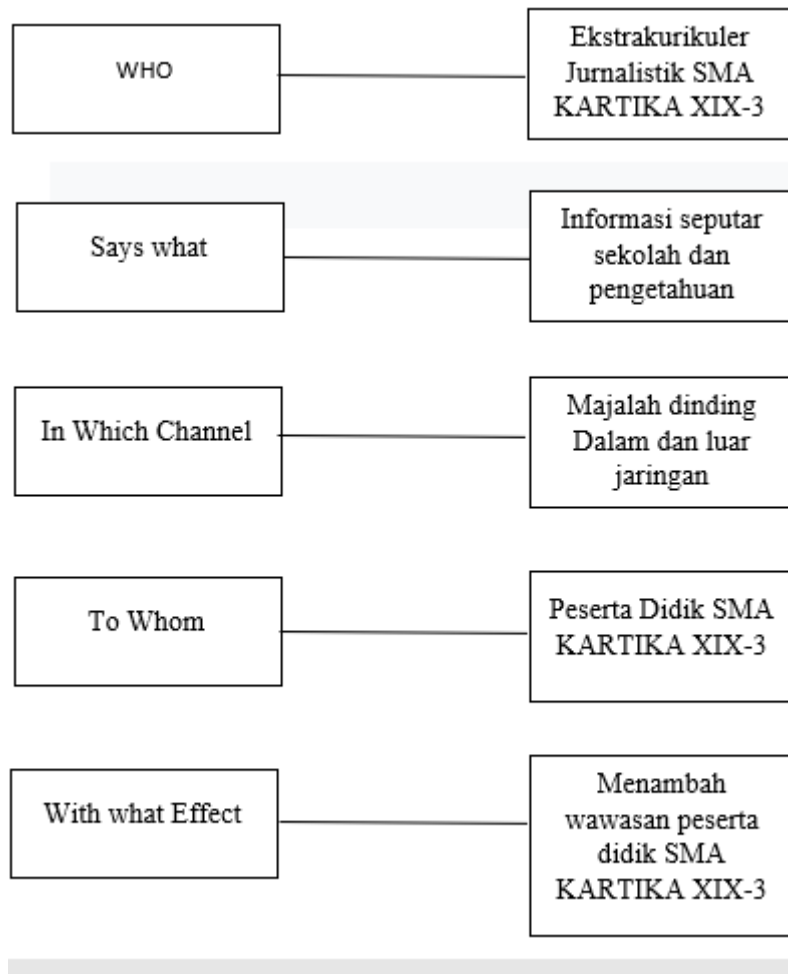 WHO
Ekstrakurikuler
Jurnalistik SMA
KARTIKA XIX-3
Says what
Informasi seputar
sekolah dan
pengetahuan
In Which Channel
Majalah dinding
Dalam dan luar
jaringan
To Whom
Peserta Didik SMA
KARTIKA XIX-3
With what Effect
Menambah
wawasan peserta
didik SMA
KARTIKA XIX-3